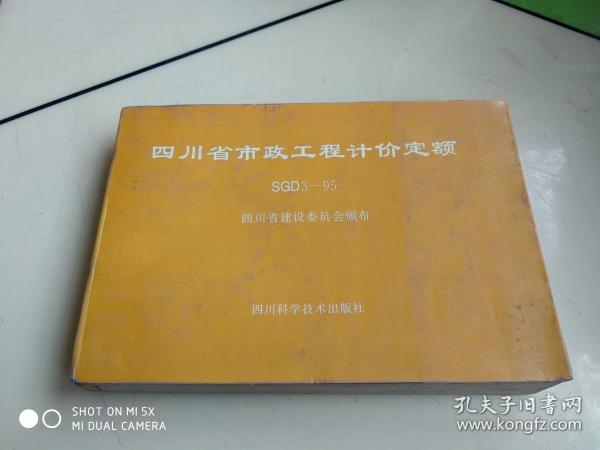 四川省市政工程计价定额
SGD3—95
四川省建设委员会颁布
四川科学技术出版社
SHOT ON MI 5X
MI DUAL CAMERA
孔夫子旧书网
www.kongfz.com